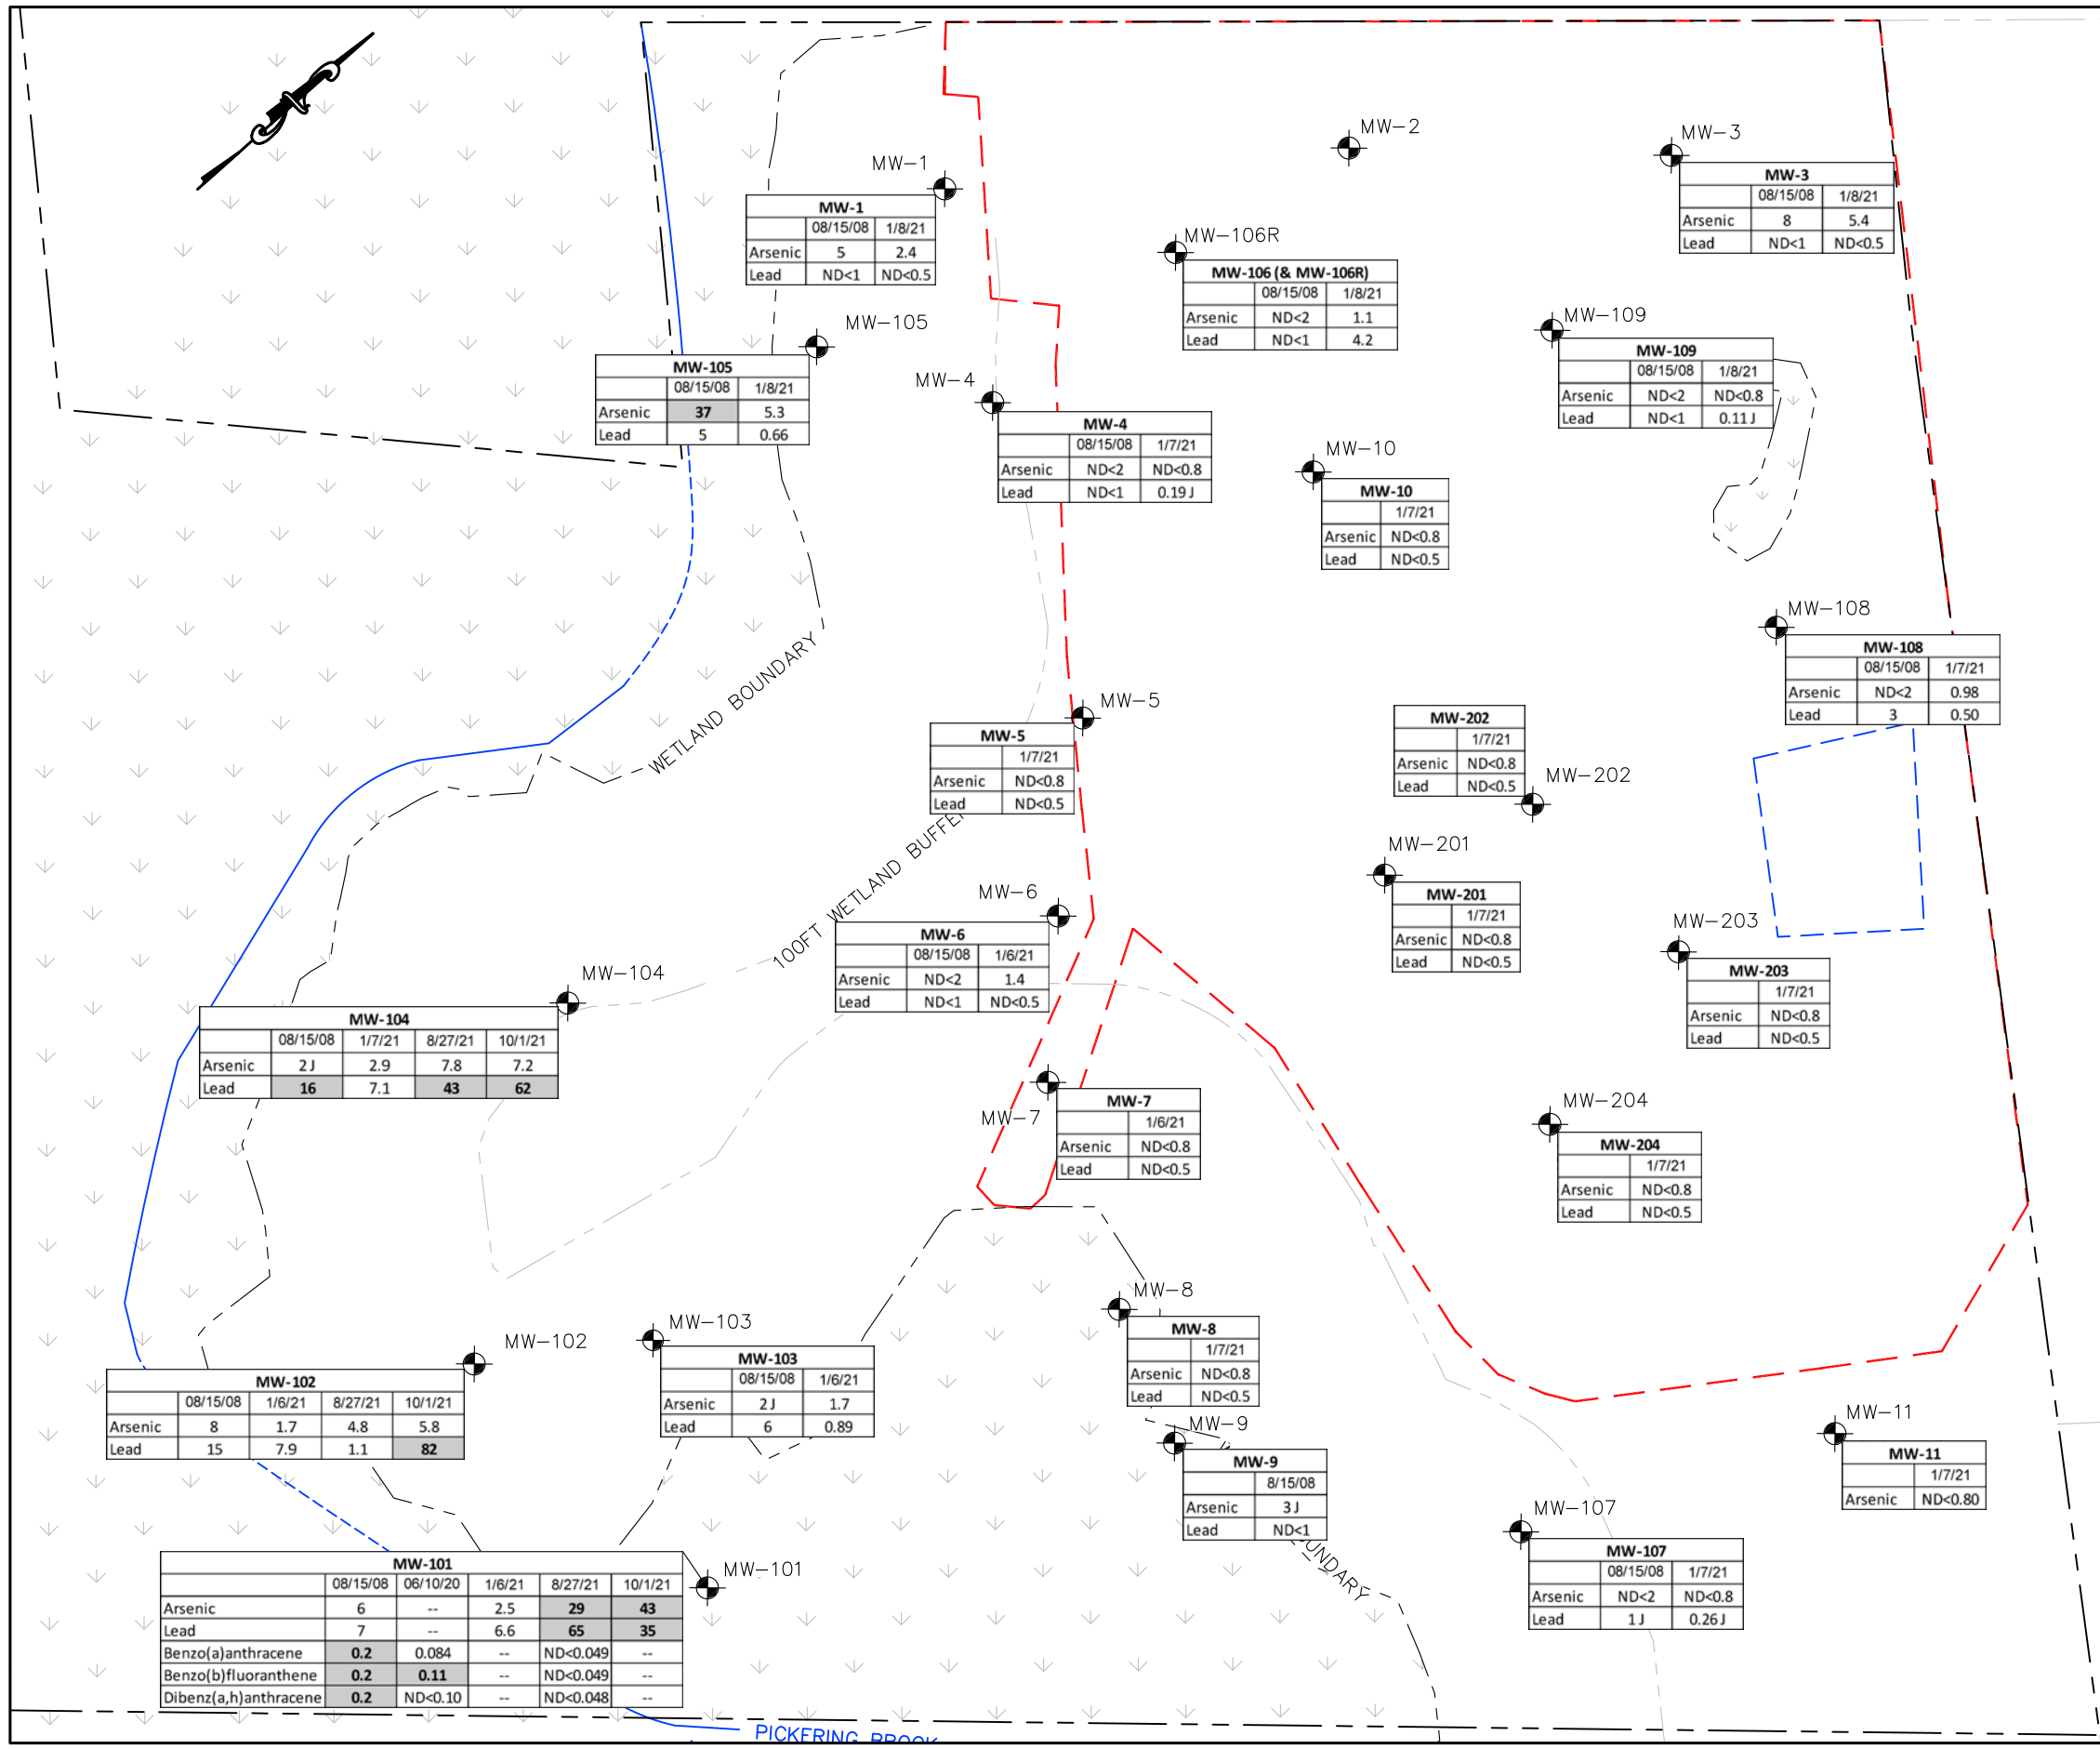 MW-2
MW-3
MW-3
08/15/08 1/8/21
Arsenic 8 5.4
Lead ND<1 ND<0.5
MW-1
MW-1
08/15/08 1/8/21
Arsenic 5 2.4
Lead ND<1 ND<0.5
MW-106R
MW-106 (& MW-106R)
08/15/08 1/8/21
Arsenic ND<2 1.1
Lead ND<1 4.2
MW-109
MW-109
08/15/08 1/8/21
Arsenic ND<2 ND<0.8
Lead ND<1 0.11 J
MW-105
MW-105
08/15/08 1/8/21
Arsenic 37 5.3
Lead 5 0.66
MW-4
MW-4
08/15/08 1/7/21
Arsenic ND<2 ND<0.8
Lead ND<1 0.19 J
MW-10
MW-10
1/7/21
Arsenic ND<0.8
Lead ND<0.5
MW-108
MW-108
08/15/08 1/7/21
Arsenic ND<2 0.98
Lead 3 0.50
WETLAND BOUNDARY
MW-5
MW-5
1/7/21
Arsenic ND<0.8
Lead ND<0.5
MW-202
1/7/21
Arsenic ND<0.8
Lead ND<0.5
MW-202
100FT WETLAND BUFFE
MW-201
MW-201
1/7/21
Arsenic ND<0.8
Lead ND<0.5
MW-6
MW-6
08/15/08 1/6/21
Arsenic ND<2 1.4
Lead ND<1 ND<0.5
MW-203
MW-203
1/7/21
Arsenic ND<0.8
Lead ND<0.5
MW-104
MW-104
08/15/08 1/7/21 8/27/21 10/1/21
Arsenic 2 J 2.9 7.8 7.2
Lead 16 7.1 43 62
MW-7
MW-7
1/6/21
Arsenic ND<0.8
Lead ND<0.5
MW-204
MW-204
1/7/21
Arsenic ND<0.8
Lead ND<0.5
MW-8
MW-8
1/7/21
Arsenic ND<0.8
Lead ND<0.5
MW-102
MW-102
08/15/08 1/6/21 8/27/21 10/1/21
Arsenic 8 1.7 4.8 5.8
Lead 15 7.9 1.1 82
MW-103
MW-103
08/15/08 1/6/21
Arsenic 2 J 1.7
Lead 6 0.89
MW-9
MW-9
8/15/08
Arsenic 3 J
Lead ND<1
UNDARY
MW-11
MW-11
1/7/21
Arsenic ND<0.80
MW-107
MW-107
08/15/08 1/7/21
Arsenic ND<2 ND<0.8
Lead 1 J 0.26 J
MW-101
MW-101
08/15/08 06/10/20 1/6/21 8/27/21 10/1/21
Arsenic 6 -- 2.5 29 43
Lead 7 -- 6.6 65 35
Benzo(a)anthracene 0.2 0.084 -- ND<0.049 --
Benzo(b)fluoranthene 0.2 0.11 -- ND<0.049 --
Dibenz(a,h)anthracene 0.2 ND<0.10 -- ND<0.048 --
PICKERING BROOK